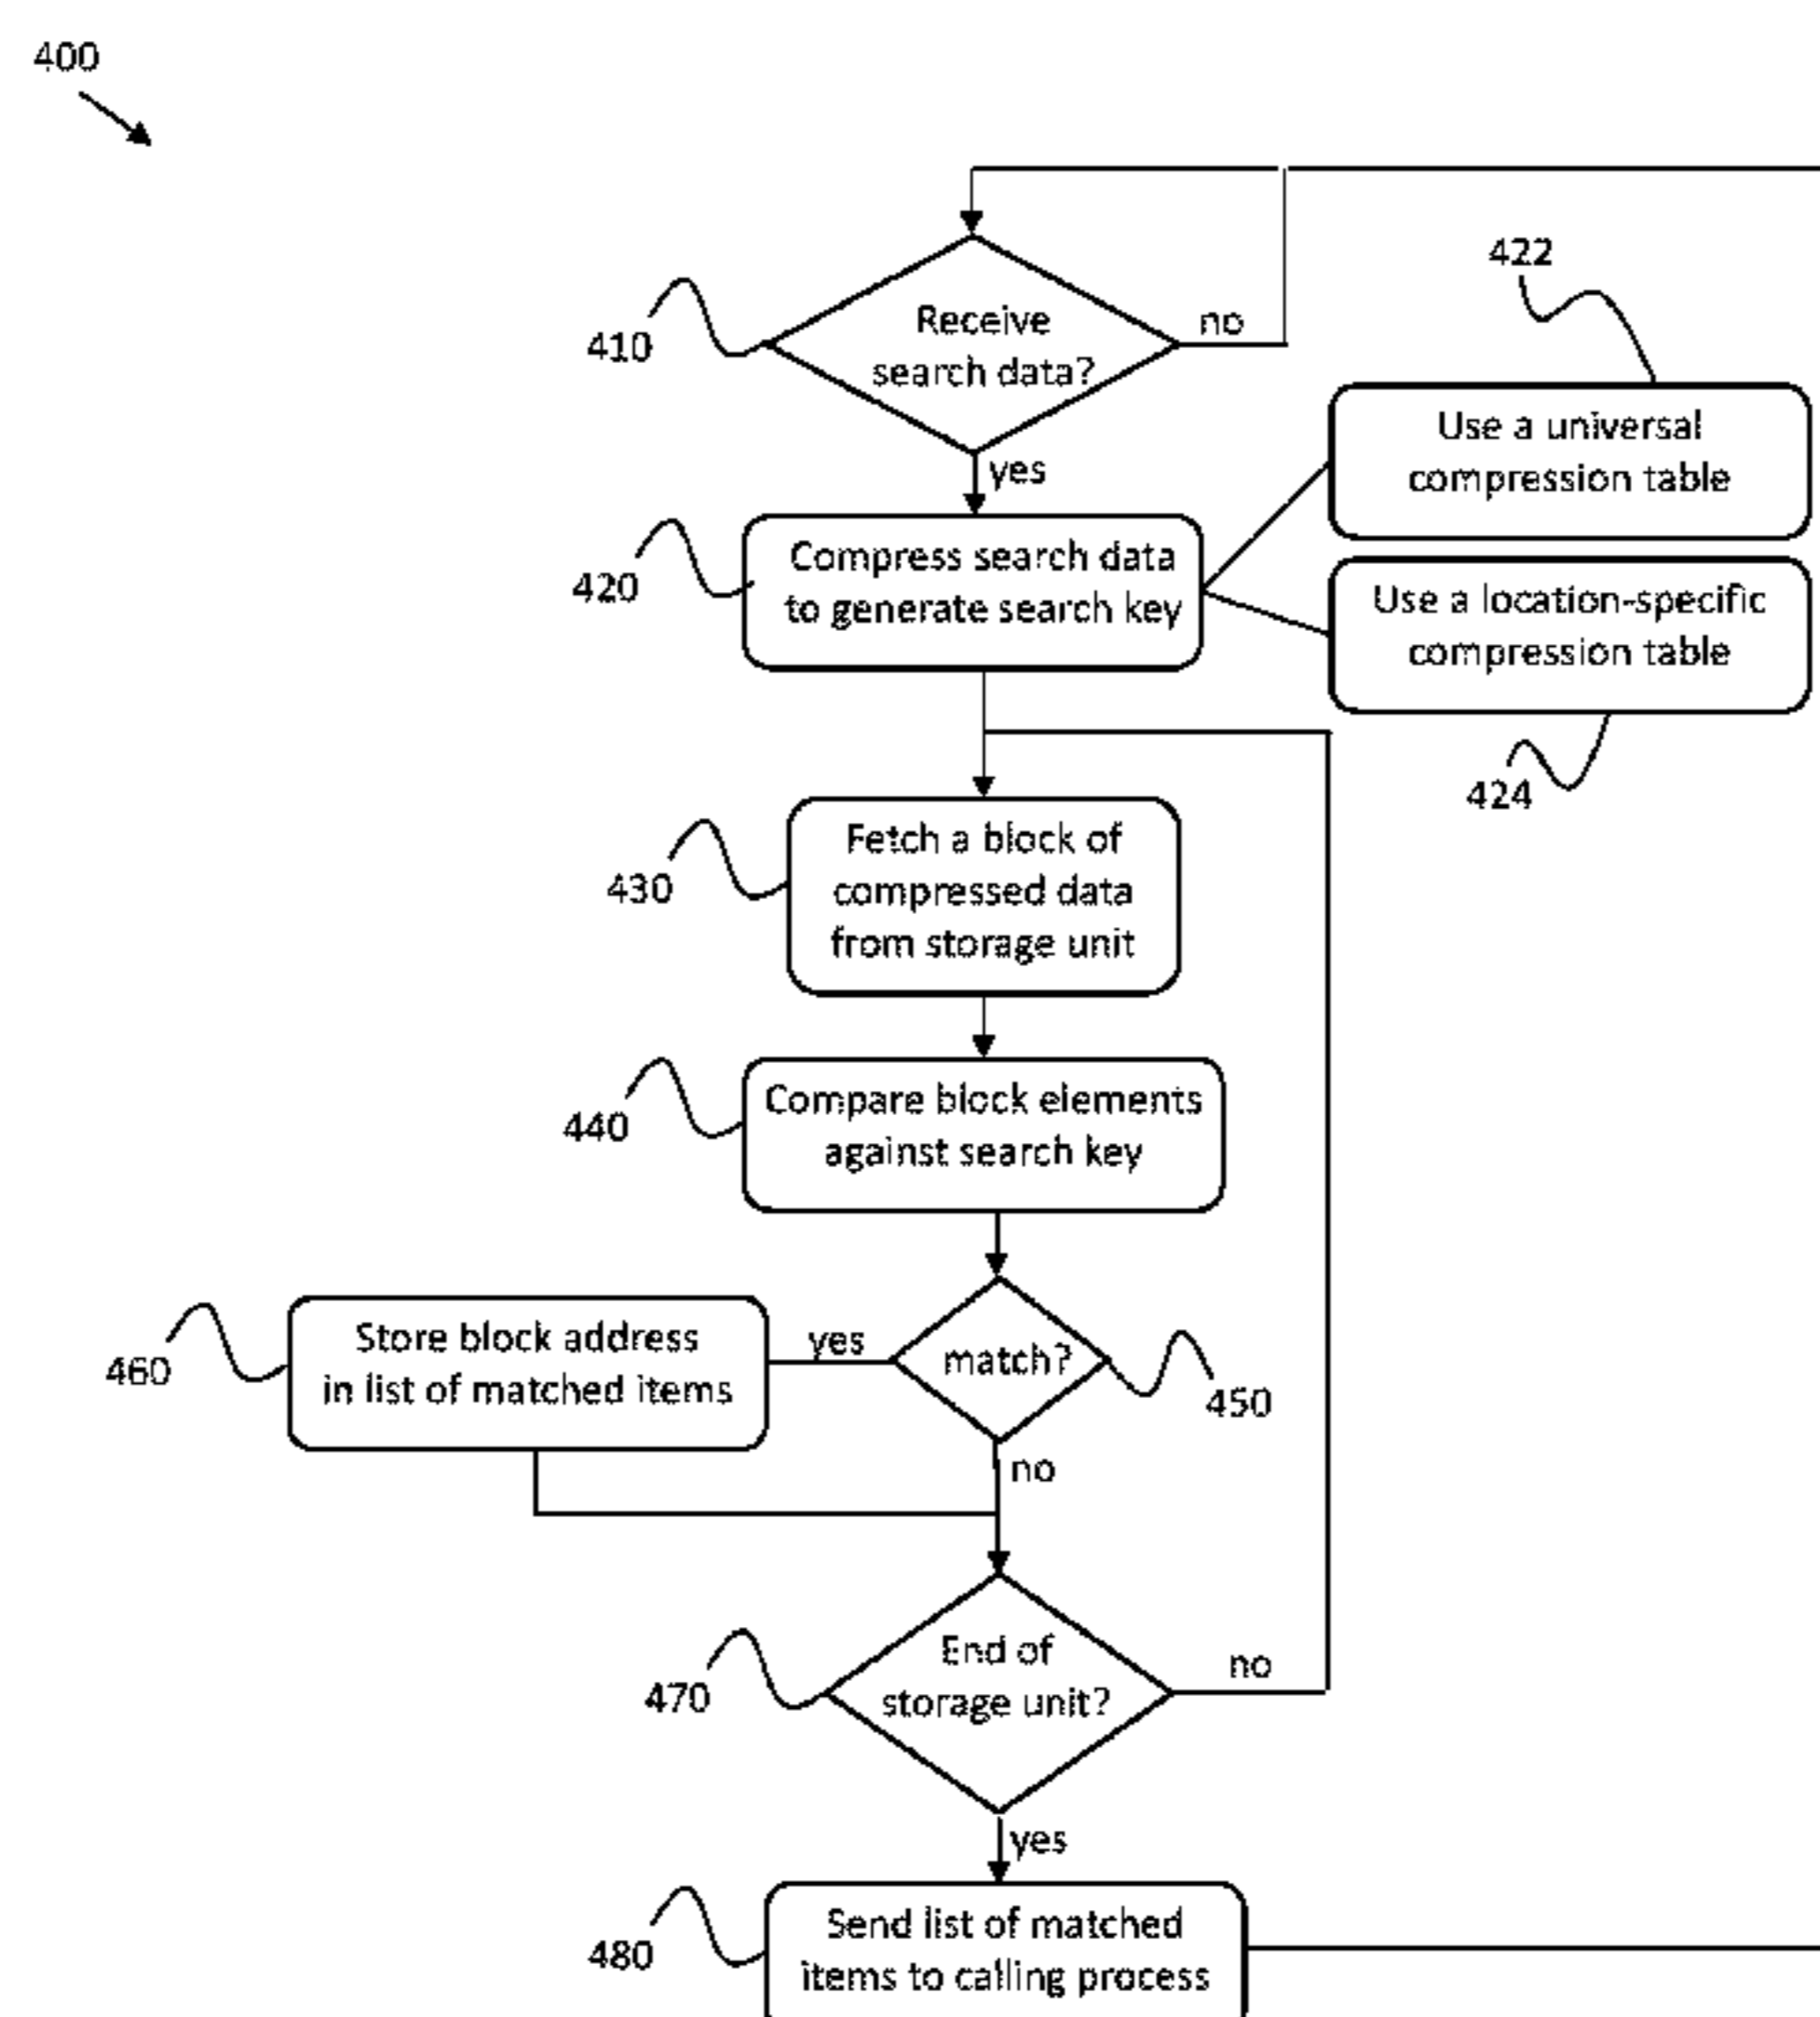 400
410
Receive
search data?
no
yes
422
Use a universal
compression table
420
Compress search data
to generate search key
Use a location-specific
compression table
424
430
Fetch a block of
compressed data
from storage unit
440
Compare block elements
against search key
460
Store block address
in list of matched items
yes
match?
450
no
470
End of
storage unit?
no
yes
480
Send list of matched
items to calling process